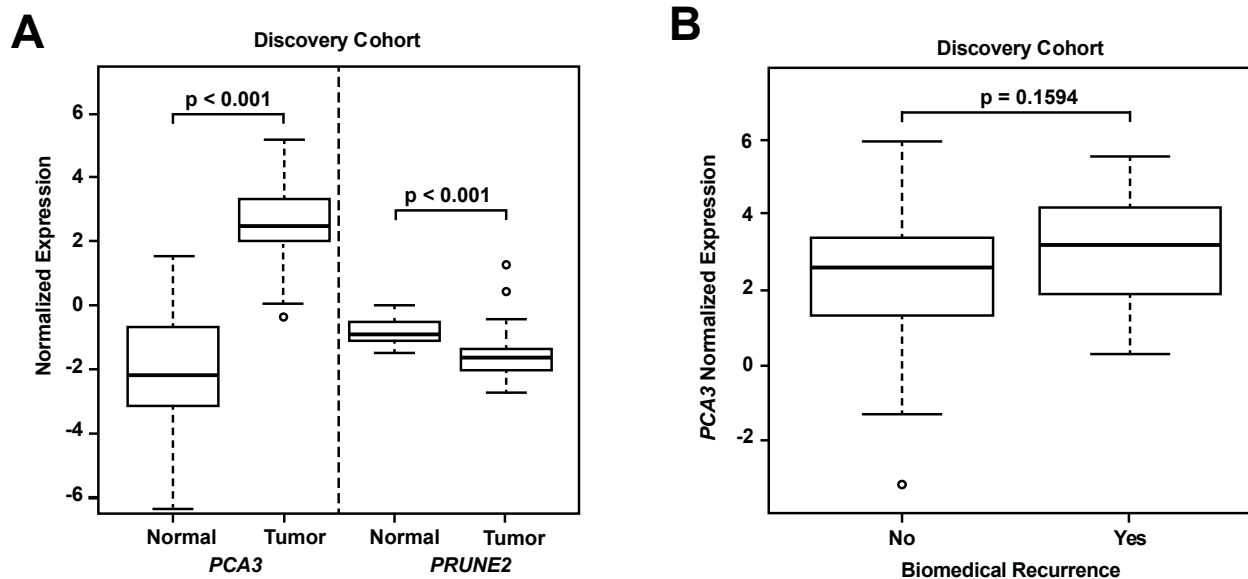 A
Discovery Cohort
Normalized Expression
6
4
2
0
-2
-4
-6
p < 0.001
p < 0.001
Normal Tumor Normal Tumor
PCA3 PRUNE2
B
Discovery Cohort
PCA3 Normalized Expression
6
4
2
0
-2
p = 0.1594
No Yes
Biomedical Recurrence